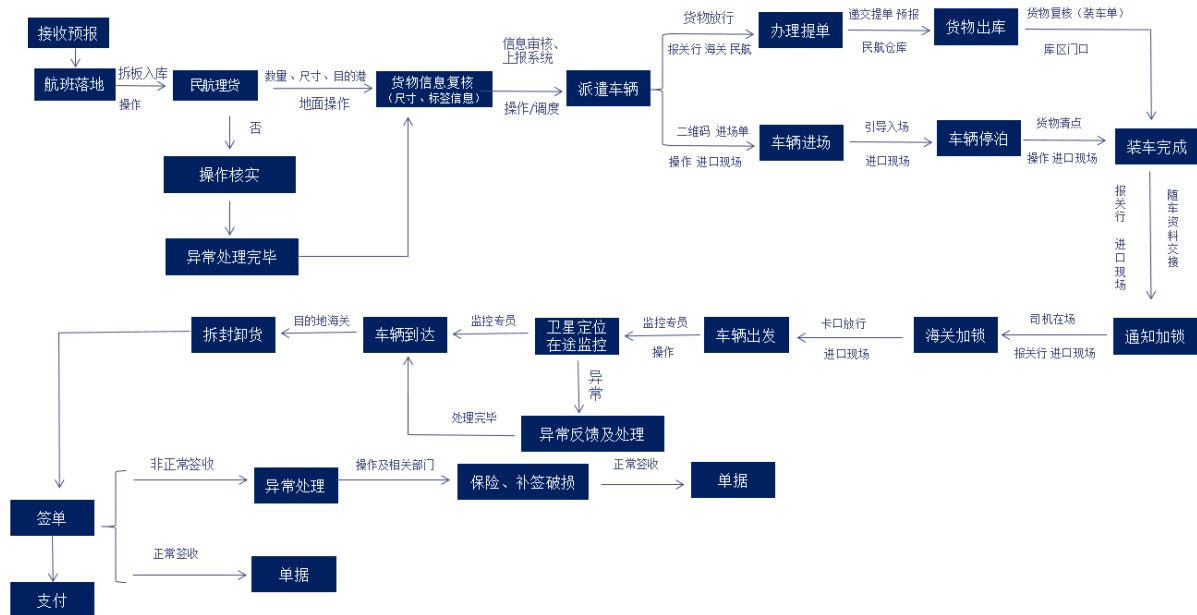 接收预报
航班落地
拆板入库
操作
民航理货
数量、尺寸、目的港
地面操作
否
操作核实
异常处理完毕
货物信息复核
(尺寸、标签信息)
信息审核、
上报系统
操作/调度
派遣车辆
货物放行
报关行 海关 民航
办理提单
递交提单 预报
民航仓库
货物出库
货物复核（装车单）
库区门口
二维码 进场单
操作 进口现场
车辆进场
引导入场
进口现场
车辆停泊
货物清点
操作 进口现场
装车完成
报关行 进口现场
随车资料交接
通知加锁
司机在场
报关行 进口现场
海关加锁
卡口放行
进口现场
车辆出发
监控专员
操作
卫星定位
在途监控
异常
异常反馈及处理
处理完毕
监控专员
车辆到达
目的地海关
拆封卸货
签单
非正常签收
异常处理
操作及相关部门
保险、补签破损
正常签收
单据
正常签收
单据
支付